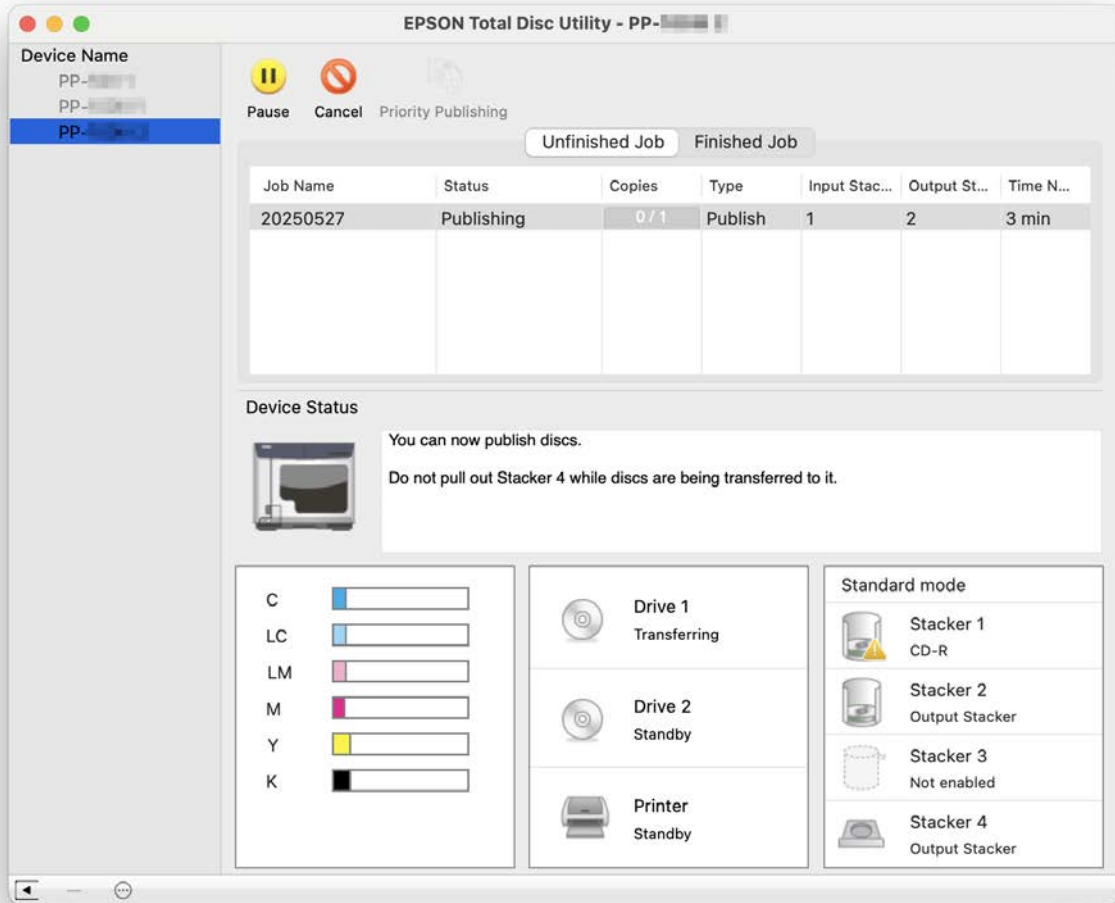 EPSON Total Disc Utility - PP-
Device Name
PP-
PP-
PP-
Pause Cancel Priority Publishing
Unfinished Job Finished Job
Job Name Status Copies Type Input Stac... Output St... Time N...
20250527 Publishing 0 / 1 Publish 1 2 3 min
Device Status
You can now publish discs.
Do not pull out Stacker 4 while discs are being transferred to it.
C
LC
LM
M
Y
K
Drive 1
Transferring
Drive 2
Standby
Printer
Standby
Standard mode
Stacker 1
CD-R
Stacker 2
Output Stacker
Stacker 3
Not enabled
Stacker 4
Output Stacker